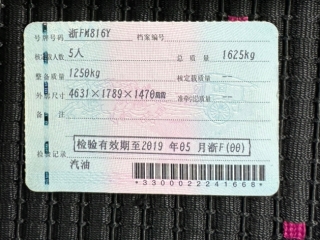 号牌号码 浙FM816Y 档案编号
核定载人数 5人 总质量 1625kg
整备质量 1250kg 核定载质量 --
外廓尺寸 4631×1789×1470mm 准牵引总质量 --
备注
检验有效期至2019 年05 月浙F(00)
检验记录
汽油
*3300022241668*